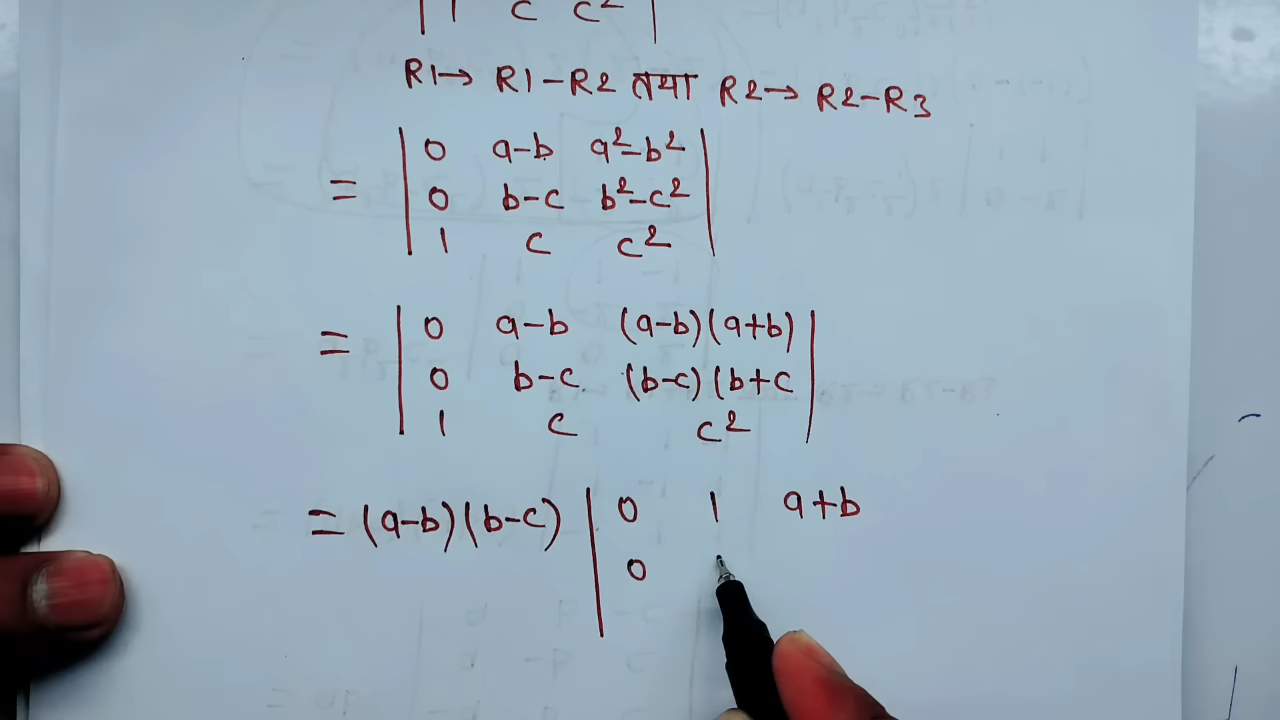 | 1 c c² |
R1→ R1-R2 तथा R2→ R2-R3
= | 0 a-b a²-b² |
| 0 b-c b²-c² |
| 1 c c² |
= | 0 a-b (a-b)(a+b) |
| 0 b-c (b-c)(b+c |
| 1 c c² |
= (a-b)(b-c) | 0 1 a+b
| 0